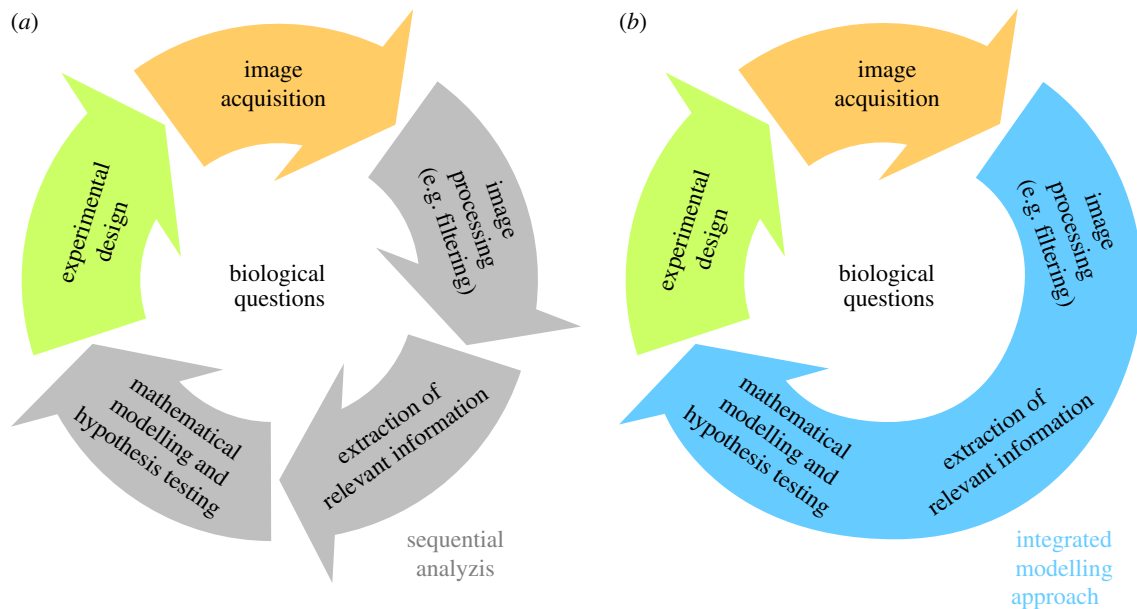 (a)
image
acquisition
image
processing
(e.g. filtering)
extraction of
relevant information
mathematical
modelling and
hypothesis testing
experimental
design
biological
questions
sequential
analyzis
(b)
image
acquisition
image
processing
(e.g. filtering)
extraction of
relevant information
mathematical
modelling and
hypothesis testing
experimental
design
biological
questions
integrated
modelling
approach